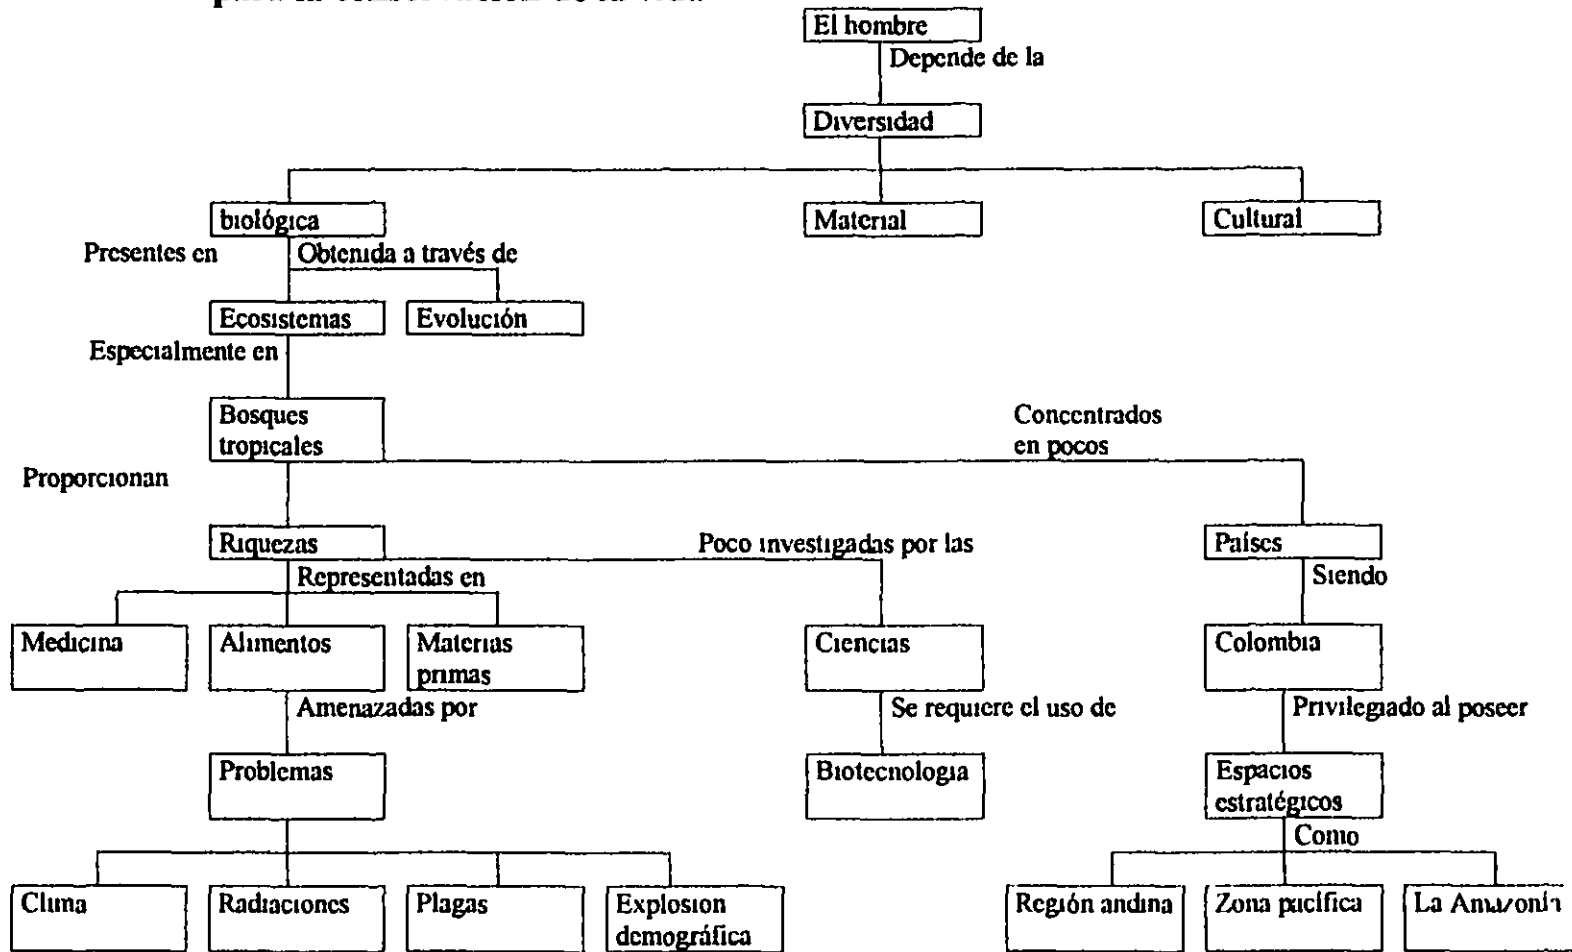 El hombre
Depende de la
Diversidad
biológica
Material
Cultural
Presentes en
Obtenida a través de
Ecosistemas
Evolución
Especialmente en
Bosques
tropicales
Concentrados
en pocos
Proporcionan
Riquezas
Poco investigadas por las
Países
Representadas en
Siendo
Medicina
Alimentos
Materias
primas
Ciencias
Colombia
Amenazadas por
Se requiere el uso de
Privilegiado al poseer
Problemas
Biotecnologia
Espacios
estratégicos
Como
Clima
Radiaciones
Plagas
Explosion
demográfica
Región andina
Zona pacífica
La Amazonía